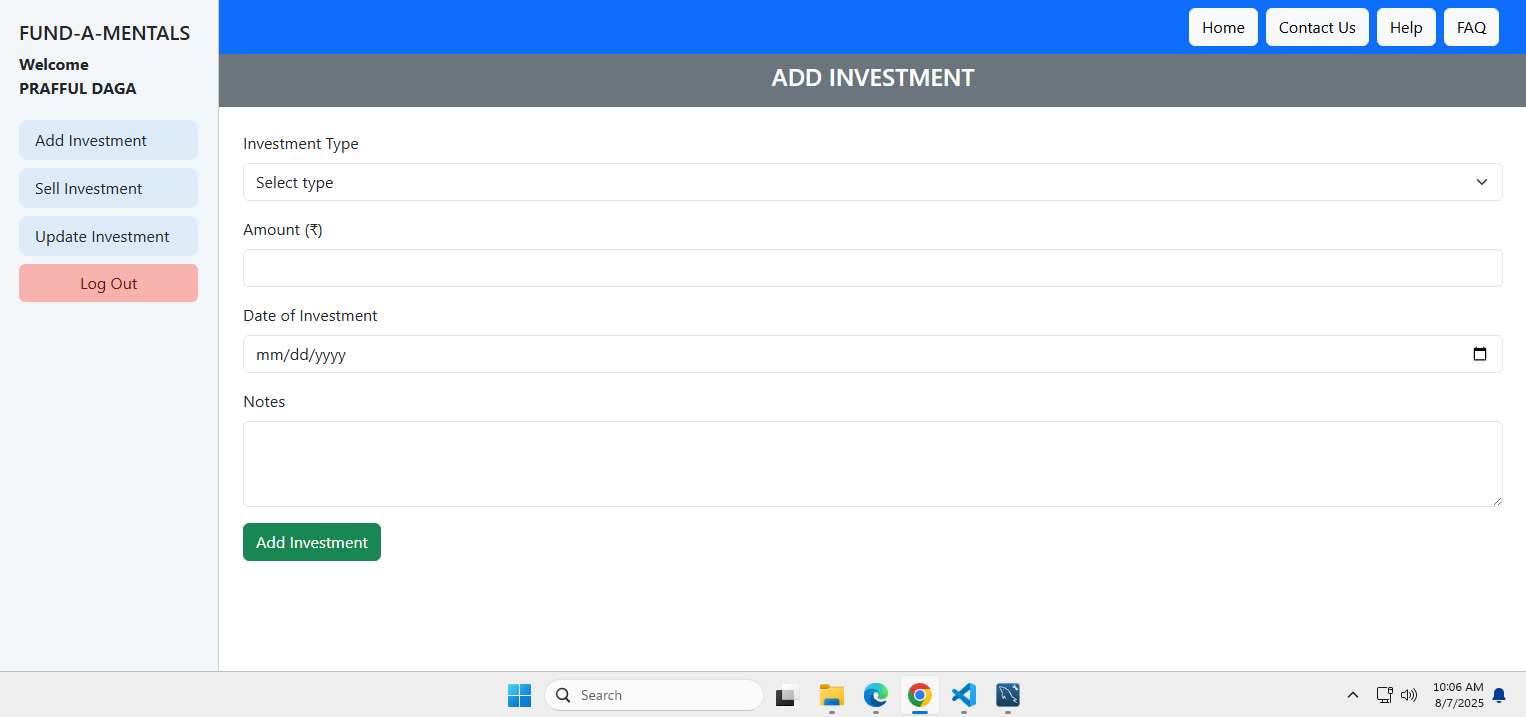 FUND-A-MENTALS
Welcome
PRAFFUL DAGA
Add Investment
Sell Investment
Update Investment
Log Out
Home Contact Us Help FAQ
ADD INVESTMENT
Investment Type
Select type
Amount (₹)
Date of Investment
mm/dd/yyyy
Notes
Add Investment
Search
10:06 AM
8/7/2025